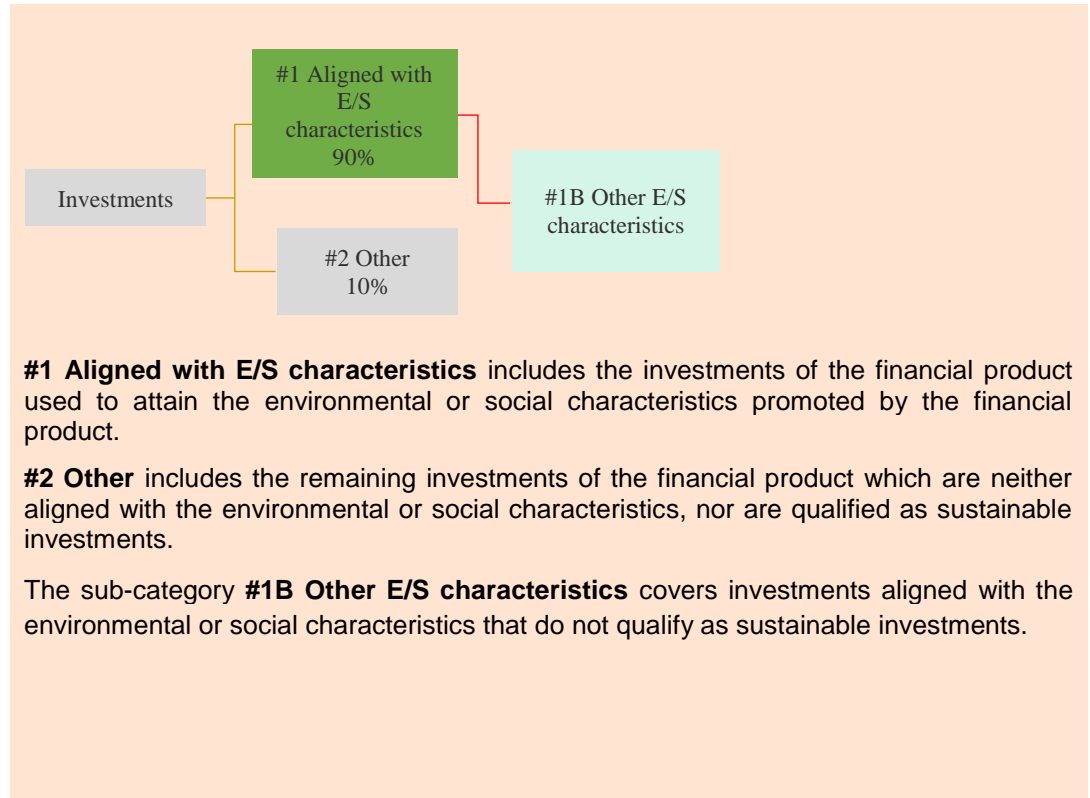 #1 Aligned with
E/S
characteristics
90%
Investments
#1B Other E/S
characteristics
#2 Other
10%
#1 Aligned with E/S characteristics includes the investments of the financial product
used to attain the environmental or social characteristics promoted by the financial
product.
#2 Other includes the remaining investments of the financial product which are neither
aligned with the environmental or social characteristics, nor are qualified as sustainable
investments.
The sub-category #1B Other E/S characteristics covers investments aligned with the
environmental or social characteristics that do not qualify as sustainable investments.